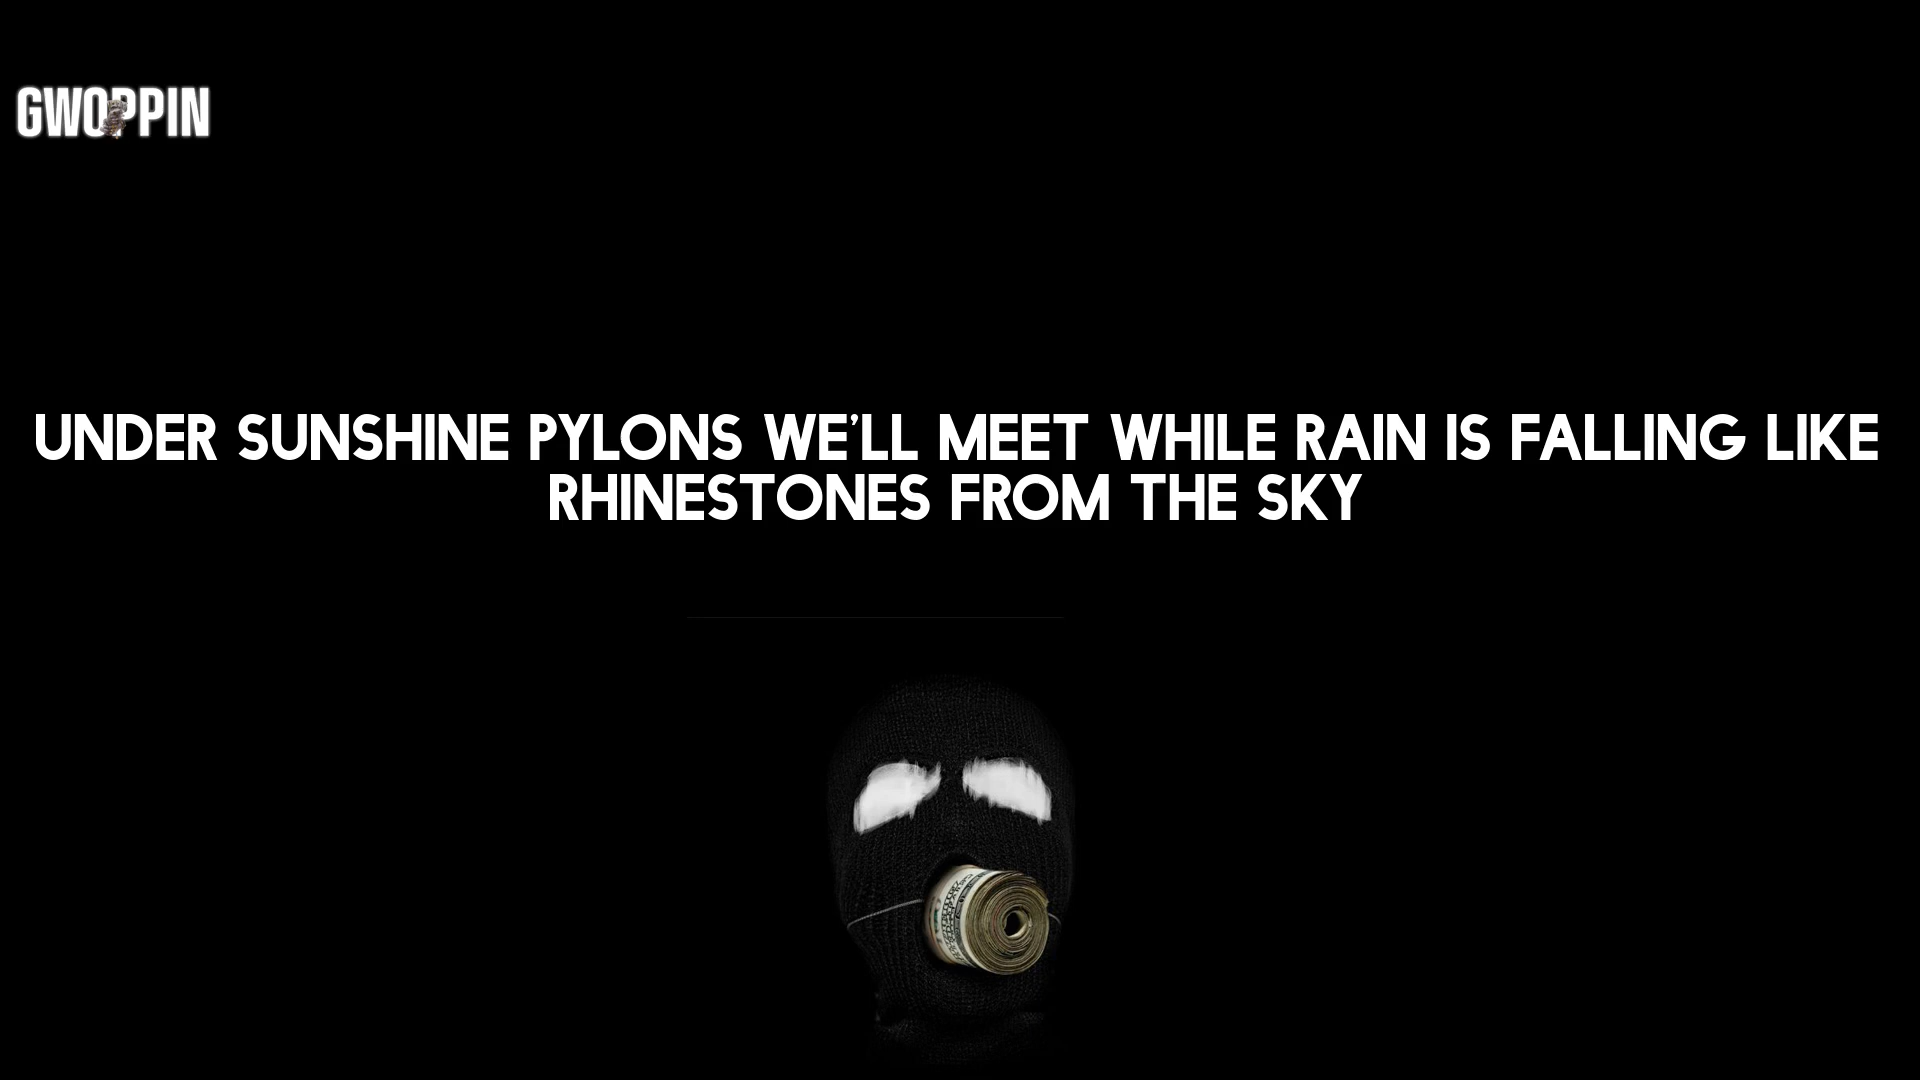 GWOPPIN
UNDER SUNSHINE PYLONS WE'LL MEET WHILE RAIN IS FALLING LIKE
RHINESTONES FROM THE SKY